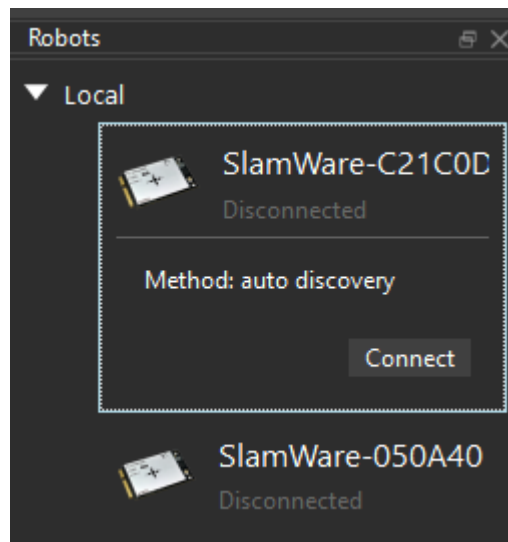 Robots
Local
SlamWare-C21C0D
Disconnected
Method: auto discovery
Connect
SlamWare-050A40
Disconnected